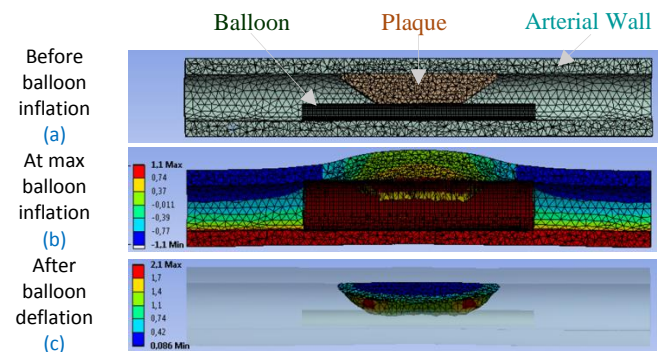 Balloon Plaque Arterial Wall
Before
balloon
inflation
(a)
At max
balloon
inflation
(b)
1,1 Max
0,74
0,37
-0,011
-0,39
-0,77
-1,1 Min
After
balloon
deflation
(c)
2,1 Max
1,7
1,4
1,1
0,74
0,42
0,086 Min